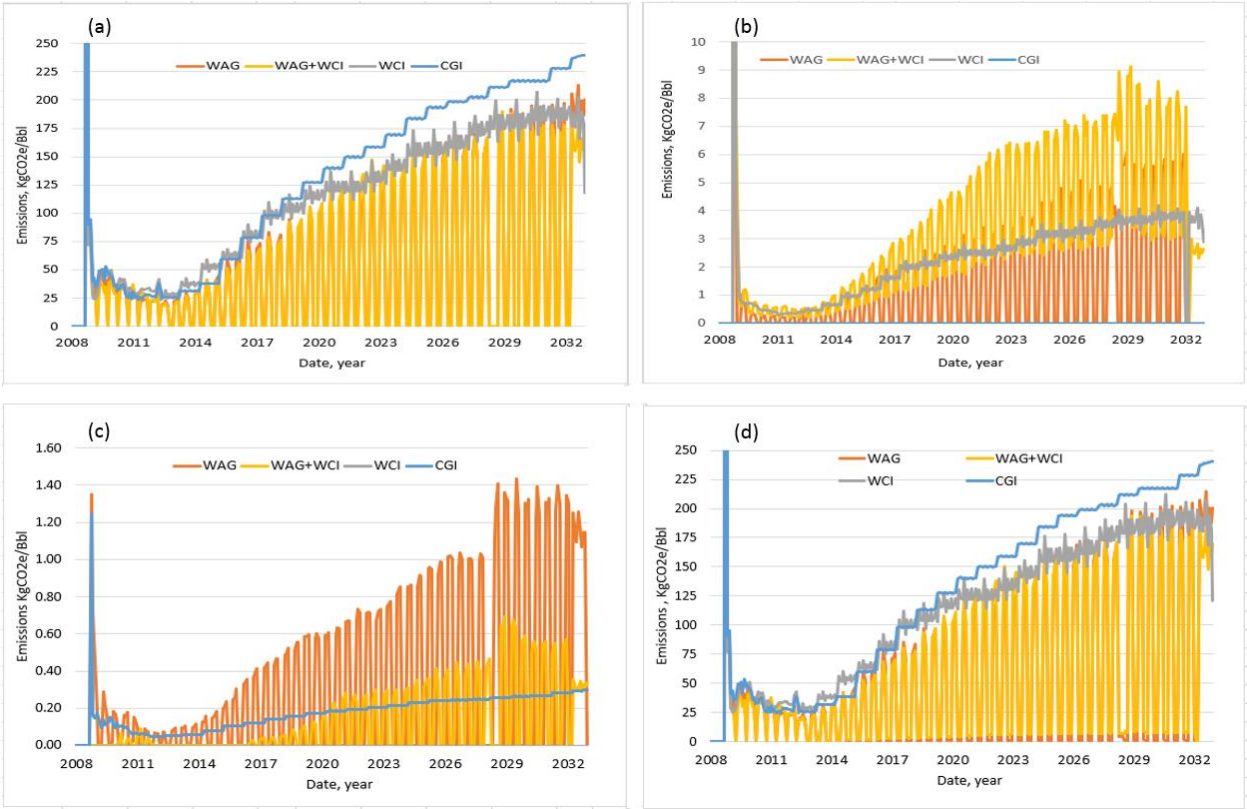 (a)
250
225
200
175
150
125
100
75
50
25
0
Emissions, KgCO2e/Bbl
WAG WAG+WCI WCI CGI
2008 2011 2014 2017 2020 2023 2026 2029 2032
Date, year
(b)
10
9
8
7
6
5
4
3
2
1
0
Emissions, KgCO2e/Bbl
WAG WAG+WCI WCI CGI
2008 2011 2014 2017 2020 2023 2026 2029 2032
Date, year
(c)
1.60
1.40
1.20
1.00
0.80
0.60
0.40
0.20
0.00
Emissions KgCO2e/Bbl
WAG WAG+WCI WCI CGI
2008 2011 2014 2017 2020 2023 2026 2029 2032
Date, year
(d)
250
225
200
175
150
125
100
75
50
25
0
Emissions , KgCO2e/Bbl
WAG WAG+WCI
WCI CGI
2008 2011 2014 2017 2020 2023 2026 2029 2032
Date, year